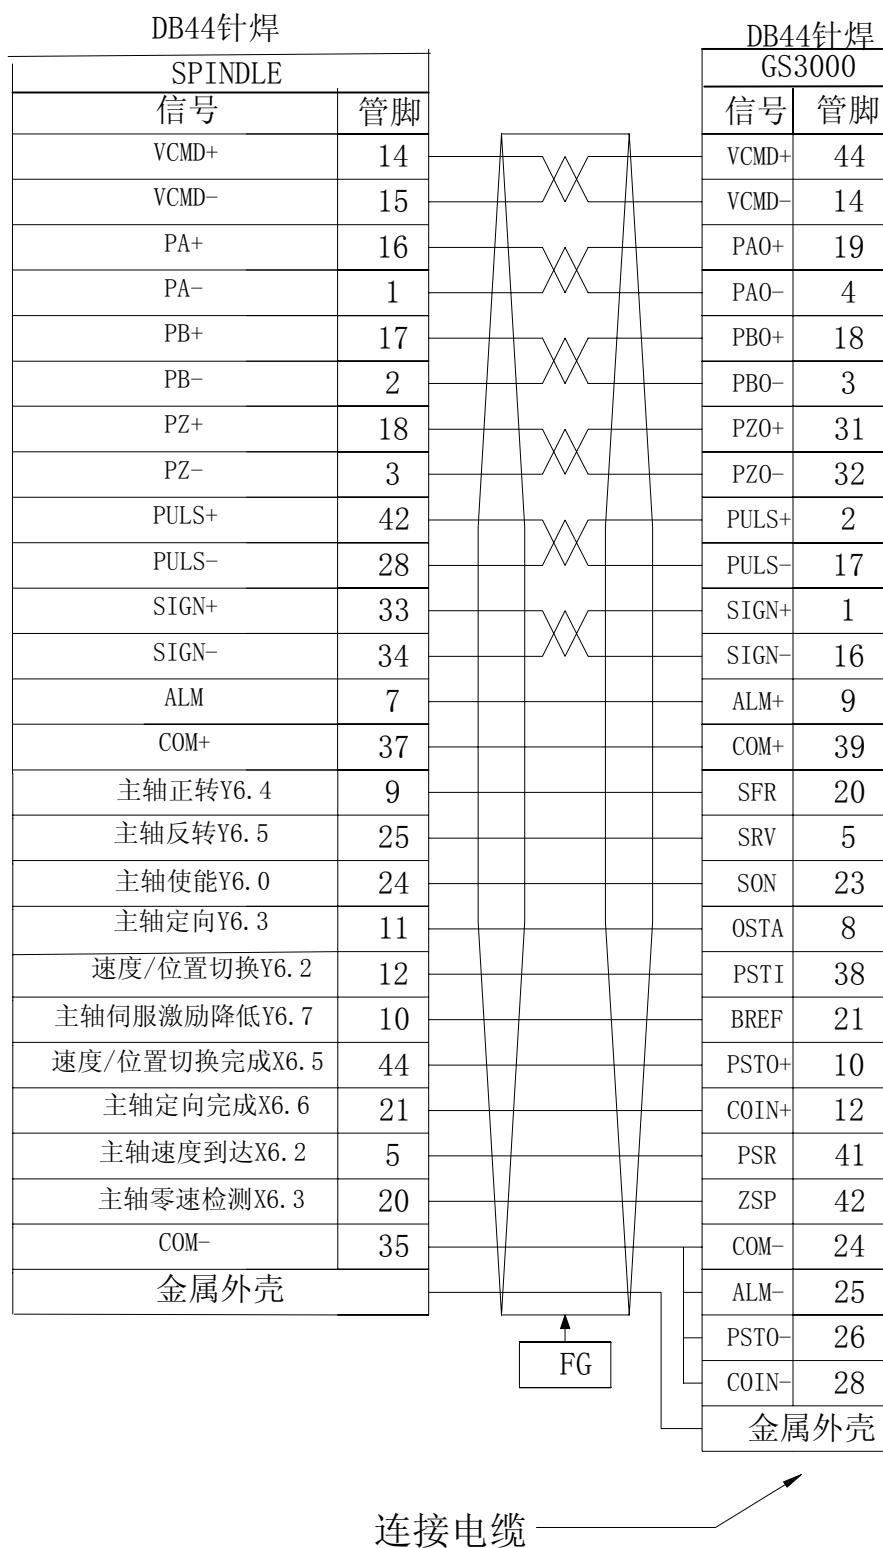 DB44针焊 DB44针焊
SPINDLE GS3000
信号 管脚 信号 管脚
VCMD+ 14 VCMD+ 44
VCMD- 15 VCMD- 14
PA+ 16 PAO+ 19
PA- 1 PAO- 4
PB+ 17 PBO+ 18
PB- 2 PBO- 3
PZ+ 18 PZO+ 31
PZ- 3 PZO- 32
PULS+ 42 PULS+ 2
PULS- 28 PULS- 17
SIGN+ 33 SIGN+ 1
SIGN- 34 SIGN- 16
ALM 7 ALM+ 9
COM+ 37 COM+ 39
主轴正转Y6.4 9 SFR 20
主轴反转Y6.5 25 SRV 5
主轴使能Y6.0 24 SON 23
主轴定向Y6.3 11 OSTA 8
速度/位置切换Y6.2 12 PSTI 38
主轴伺服激励降低Y6.7 10 BREF 21
速度/位置切换完成X6.5 44 PSTO+ 10
主轴定向完成X6.6 21 COIN+ 12
主轴速度到达X6.2 5 PSR 41
主轴零速检测X6.3 20 ZSP 42
COM- 35 COM- 24
金属外壳 ALM- 25
PSTO- 26
FG COIN- 28
金属外壳
连接电缆